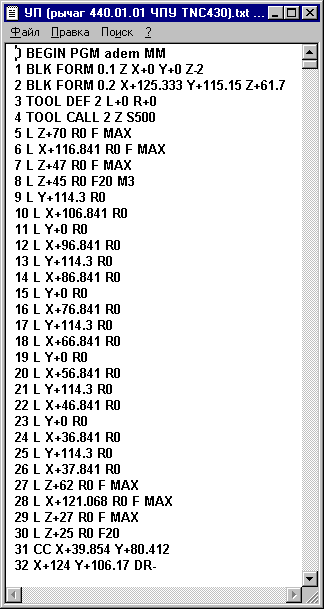 УП (рычаг 440.01.01 ЧПУ TNC430).txt ...
Файл Правка Поиск ?
0 BEGIN PGM adem MM
1 BLK FORM 0.1 Z X+0 Y+0 Z-2
2 BLK FORM 0.2 X+125.333 Y+115.15 Z+61.7
3 TOOL DEF 2 L+0 R+0
4 TOOL CALL 2 Z S500
5 L Z+70 R0 F MAX
6 L X+116.841 R0 F MAX
7 L Z+47 R0 F MAX
8 L Z+45 R0 F20 M3
9 L Y+114.3 R0
10 L X+106.841 R0
11 L Y+0 R0
12 L X+96.841 R0
13 L Y+114.3 R0
14 L X+86.841 R0
15 L Y+0 R0
16 L X+76.841 R0
17 L Y+114.3 R0
18 L X+66.841 R0
19 L Y+0 R0
20 L X+56.841 R0
21 L Y+114.3 R0
22 L X+46.841 R0
23 L Y+0 R0
24 L X+36.841 R0
25 L Y+114.3 R0
26 L X+37.841 R0
27 L Z+62 R0 F MAX
28 L X+121.068 R0 F MAX
29 L Z+27 R0 F MAX
30 L Z+25 R0 F20
31 CC X+39.854 Y+80.412
32 X+124 Y+106.17 DR-